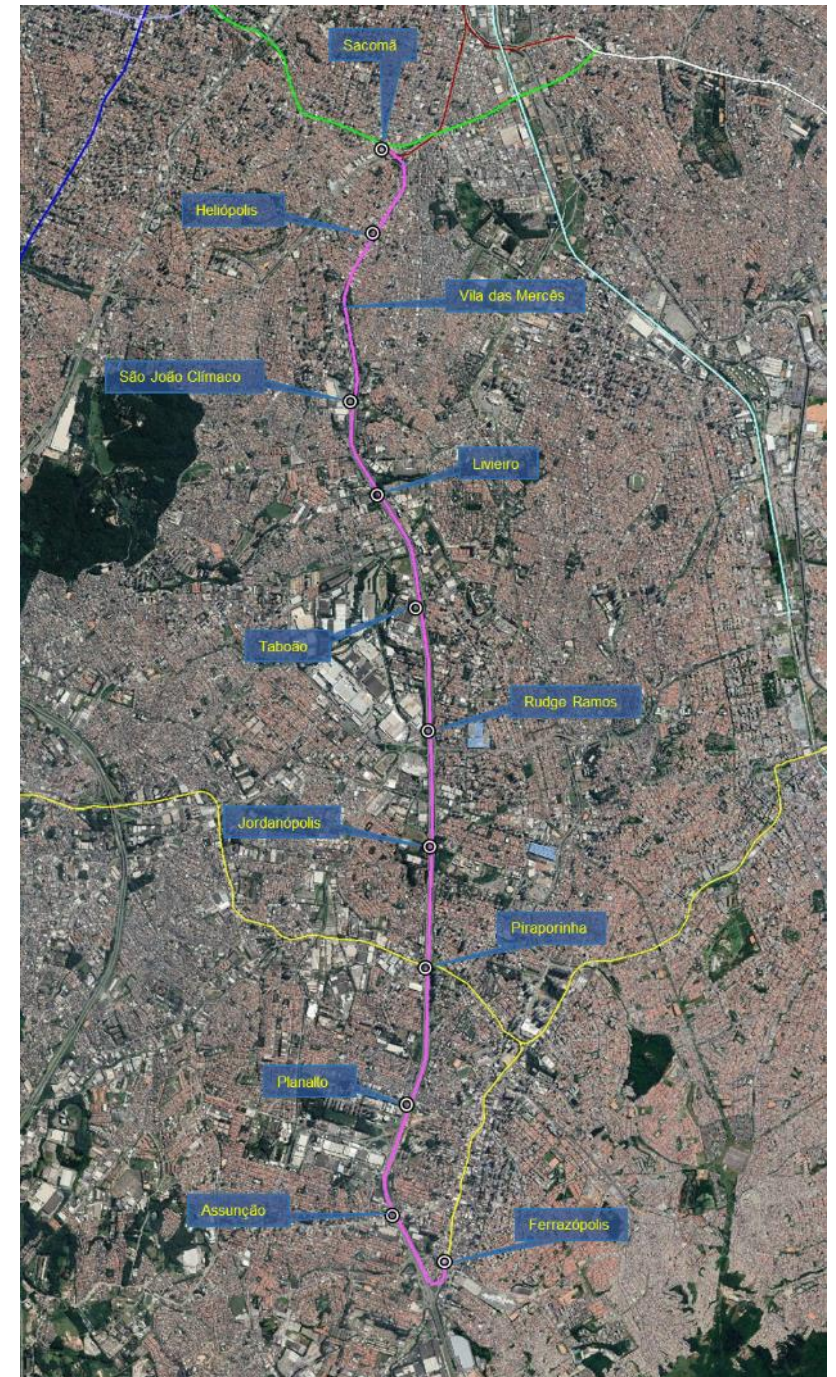 Sacomã
Heliópolis
Vila das Mercês
São João Clímaco
Livieiro
Taboão
Rudge Ramos
Jordanópolis
Piraporinha
Planalto
Assunção
Ferrazópolis